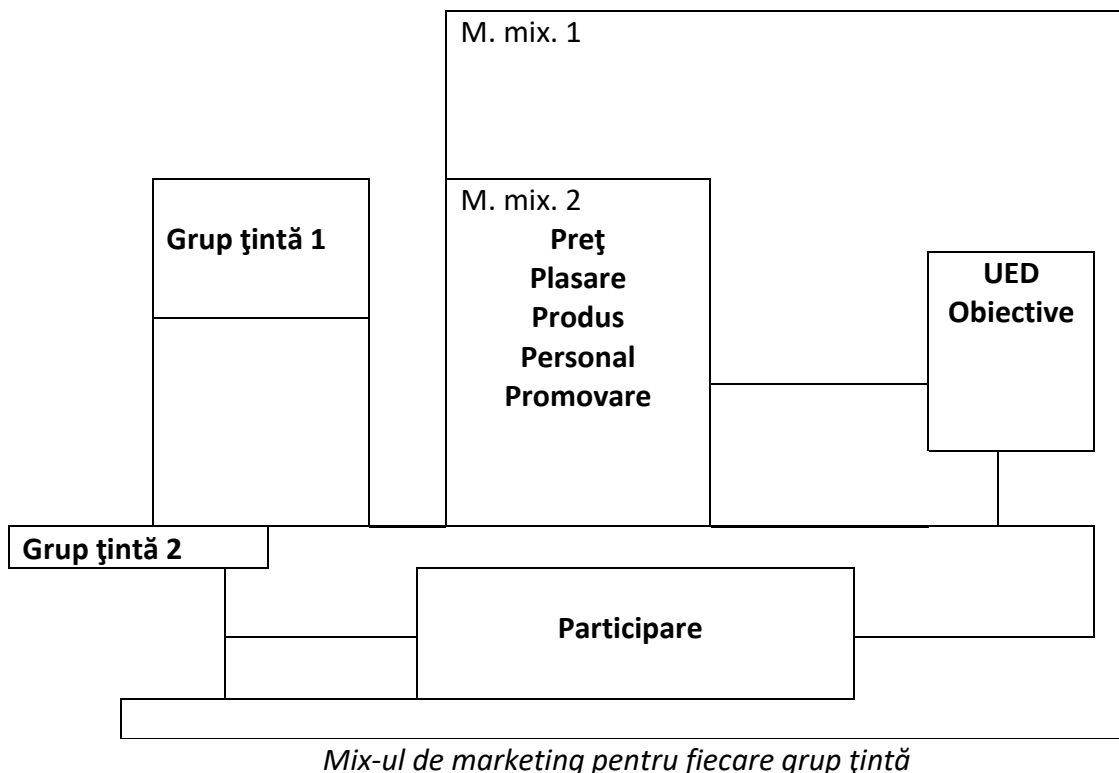 M. mix. 1
M. mix. 2
Grup ţintă 1
Preţ
Plasare
Produs
Personal
Promovare
UED
Obiective
Grup ţintă 2
Participare
Mix-ul de marketing pentru fiecare grup ţintă